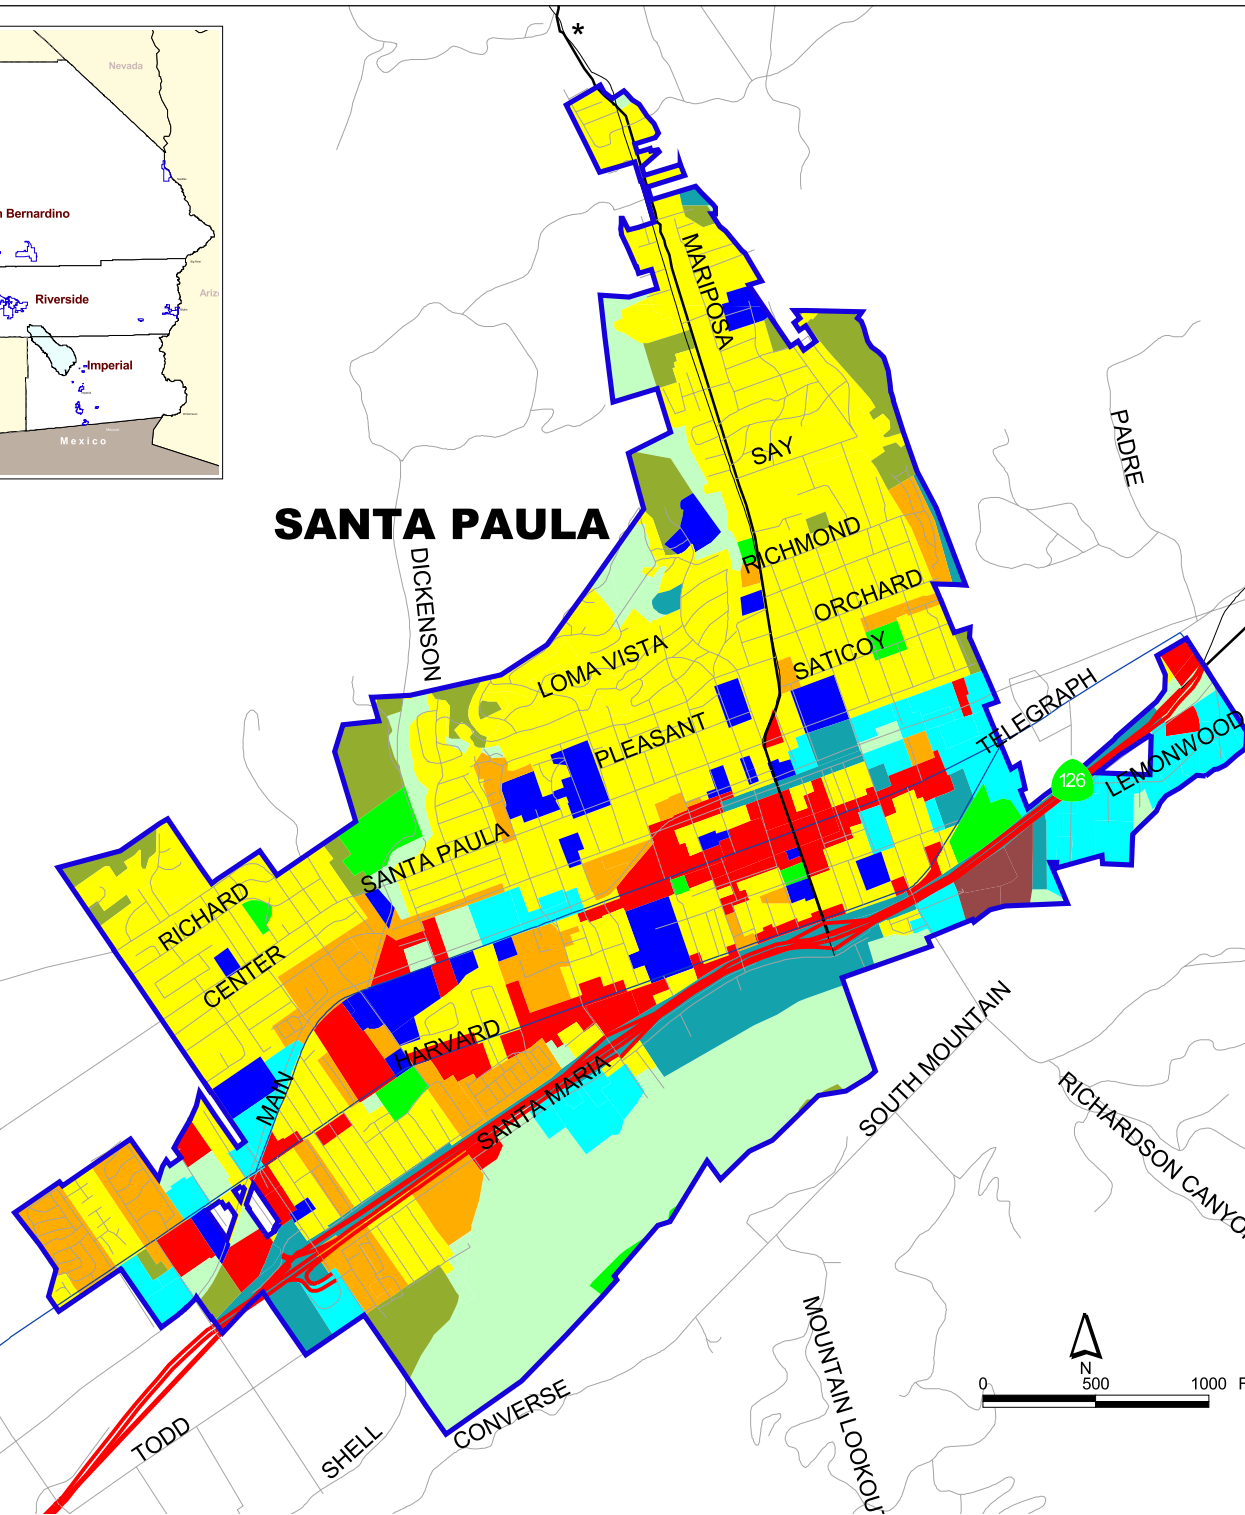 *
Nevada
n Bernardino
Ariz
Riverside
Imperial
Mexico
MARIPOSA
SAY
PADRE
SANTA PAULA
RICHMOND
DICKENSON
ORCHARD
LOMA VISTA
SATICOY
TELEGRAPH
PLEASANT
LEMONWOOD
126
SANTA PAULA
RICHARD
CENTER
HARVARD
MAIN
SANTA MARIA
SOUTH MOUNTAIN
RICHARDSON CANYO
MOUNTAIN LOOKOUT
N
0 500 1000 F
CONVERSE
TODD
SHELL